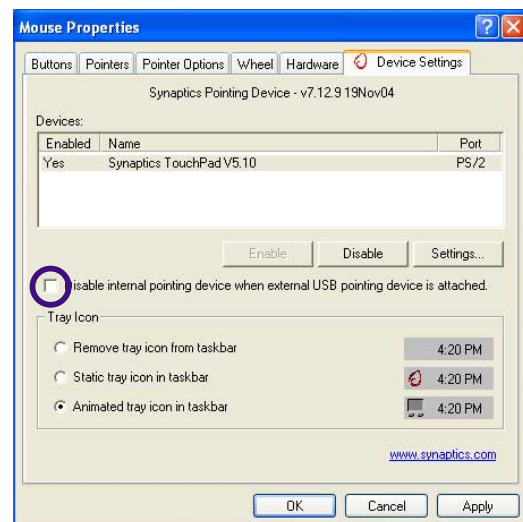 Mouse Properties
Buttons Pointers Pointer Options Wheel Hardware Device Settings
Synaptics Pointing Device - v7.12.9 19Nov04
Devices:
Enabled Name Port
Yes Synaptics TouchPad V5.10 PS/2
Enable Disable Settings...
Disable internal pointing device when external USB pointing device is attached.
Tray Icon
Remove tray icon from taskbar 4:20 PM
Static tray icon in taskbar 4:20 PM
Animated tray icon in taskbar 4:20 PM
www.synaptics.com
OK Cancel Apply